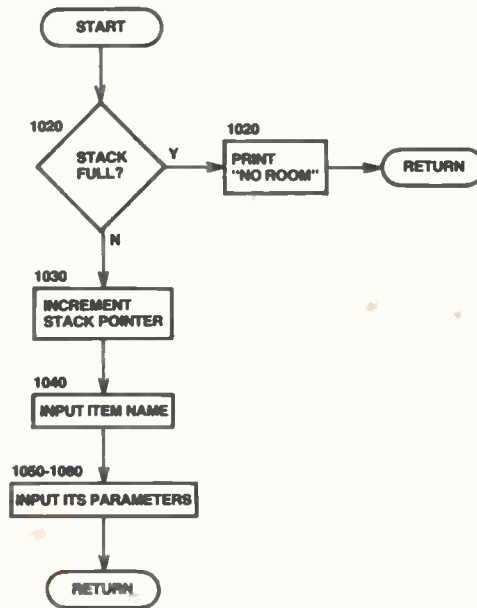 START
1020
STACK
FULL?
Y
1020
PRINT
"NO ROOM"
RETURN
N
1030
INCREMENT
STACK POINTER
1040
INPUT ITEM NAME
1050-1080
INPUT ITS PARAMETERS
RETURN